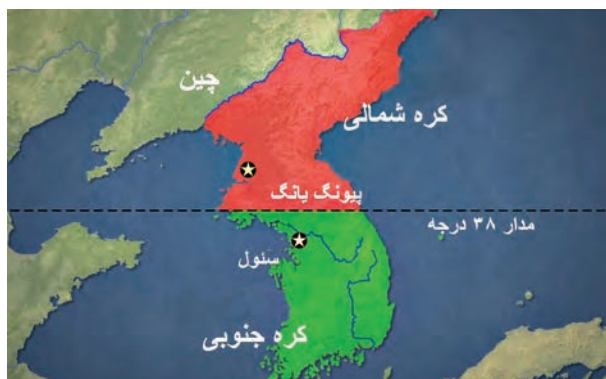 چین
کره شمالی
پیونگ یانگ
مدار ۳۸ درجه
سئول
کره جنوبی